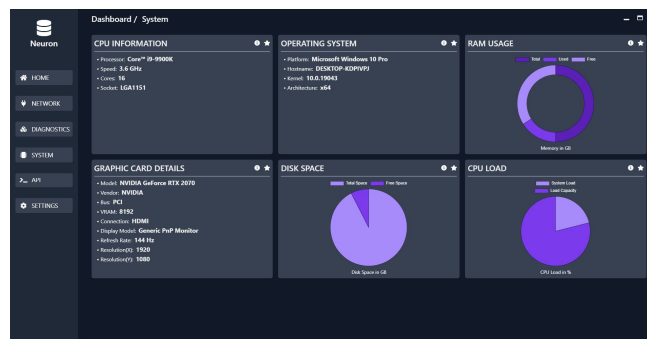 Neuron
HOME
NETWORK
DIAGNOSTICS
SYSTEM
API
SETTINGS
Dashboard / System
CPU INFORMATION
• Processor: Core™ i9-9900K
• Speed: 3.6 GHz
• Cores: 16
• Socket: LGA1151
OPERATING SYSTEM
• Platform: Microsoft Windows 10 Pro
• Hostname: DESKTOP-KDPIVPJ
• Kernel: 10.0.19043
• Architecture: x64
RAM USAGE
Total Used Free
Memory in GB
GRAPHIC CARD DETAILS
• Model: NVIDIA GeForce RTX 2070
• Vendor: NVIDIA
• Bus: PCI
• VRAM: 8192
• Connection: HDMI
• Display Model: Generic PnP Monitor
• Refresh Rate: 144 Hz
• Resolution(X): 1920
• Resolution(Y): 1080
DISK SPACE
Total Space Free Space
Disk Space in GB
CPU LOAD
System Load
Load Capacity
CPU Load in %